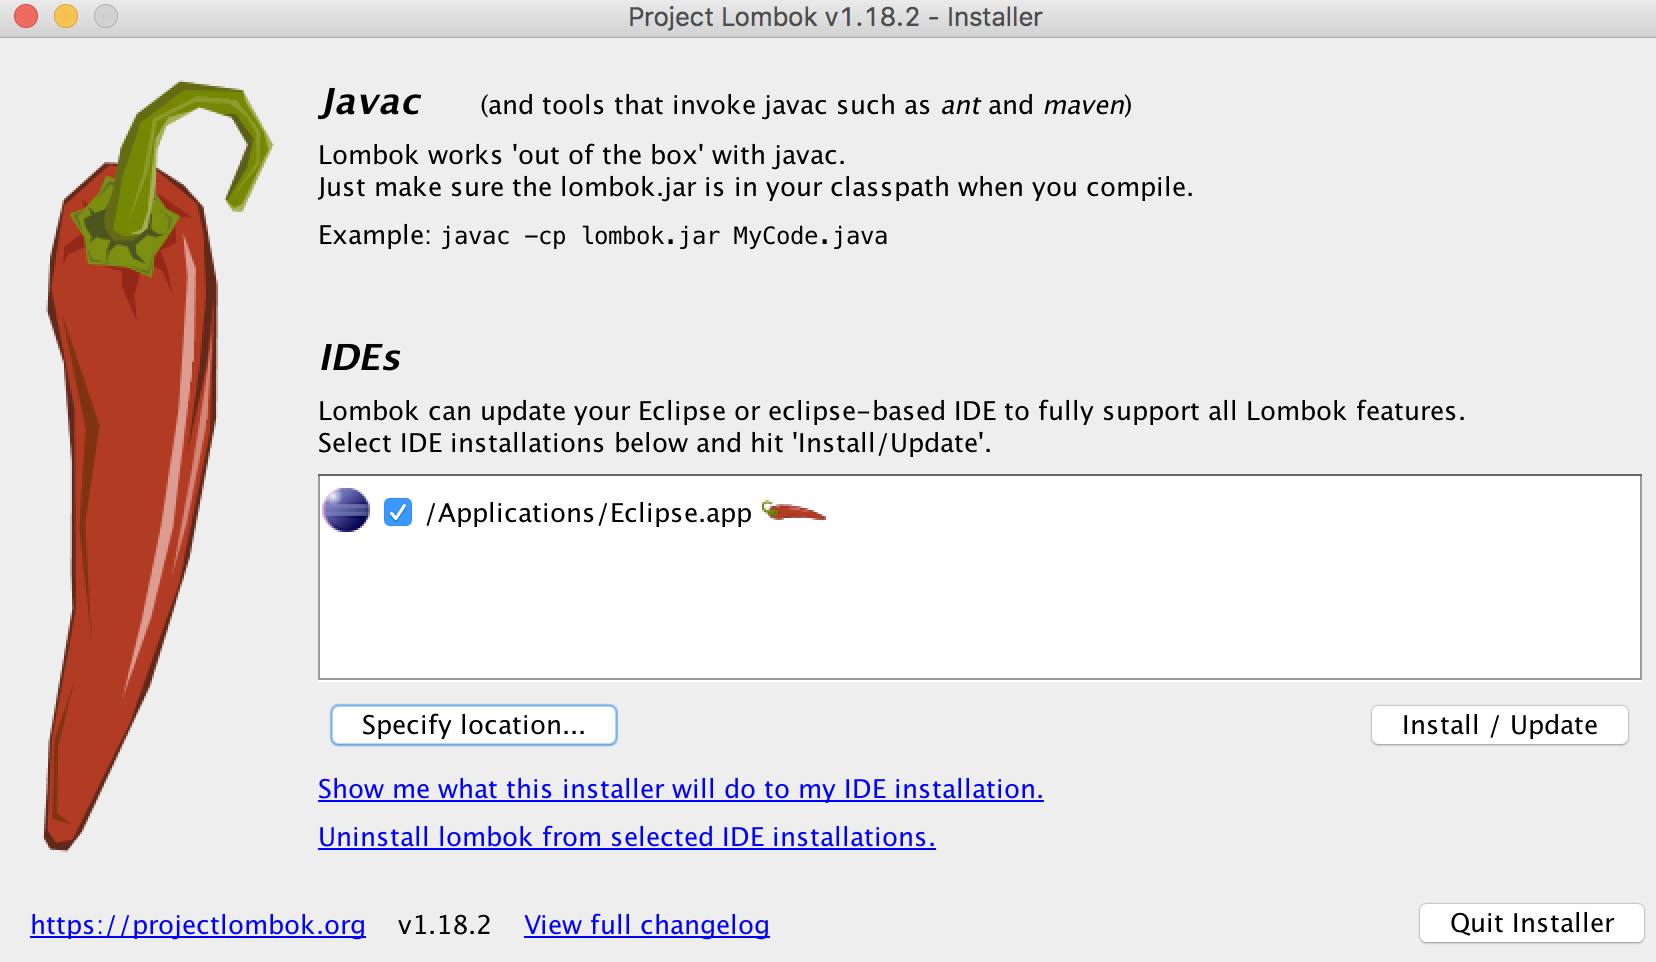 Project Lombok v1.18.2 - Installer
Javac (and tools that invoke javac such as ant and maven)
Lombok works 'out of the box' with javac.
Just make sure the lombok.jar is in your classpath when you compile.
Example: javac -cp lombok.jar MyCode.java
IDEs
Lombok can update your Eclipse or eclipse-based IDE to fully support all Lombok features.
Select IDE installations below and hit 'Install/Update'.
/Applications/Eclipse.app
Specify location... Install / Update
Show me what this installer will do to my IDE installation.
Uninstall lombok from selected IDE installations.
https://projectlombok.org v1.18.2 View full changelog Quit Installer